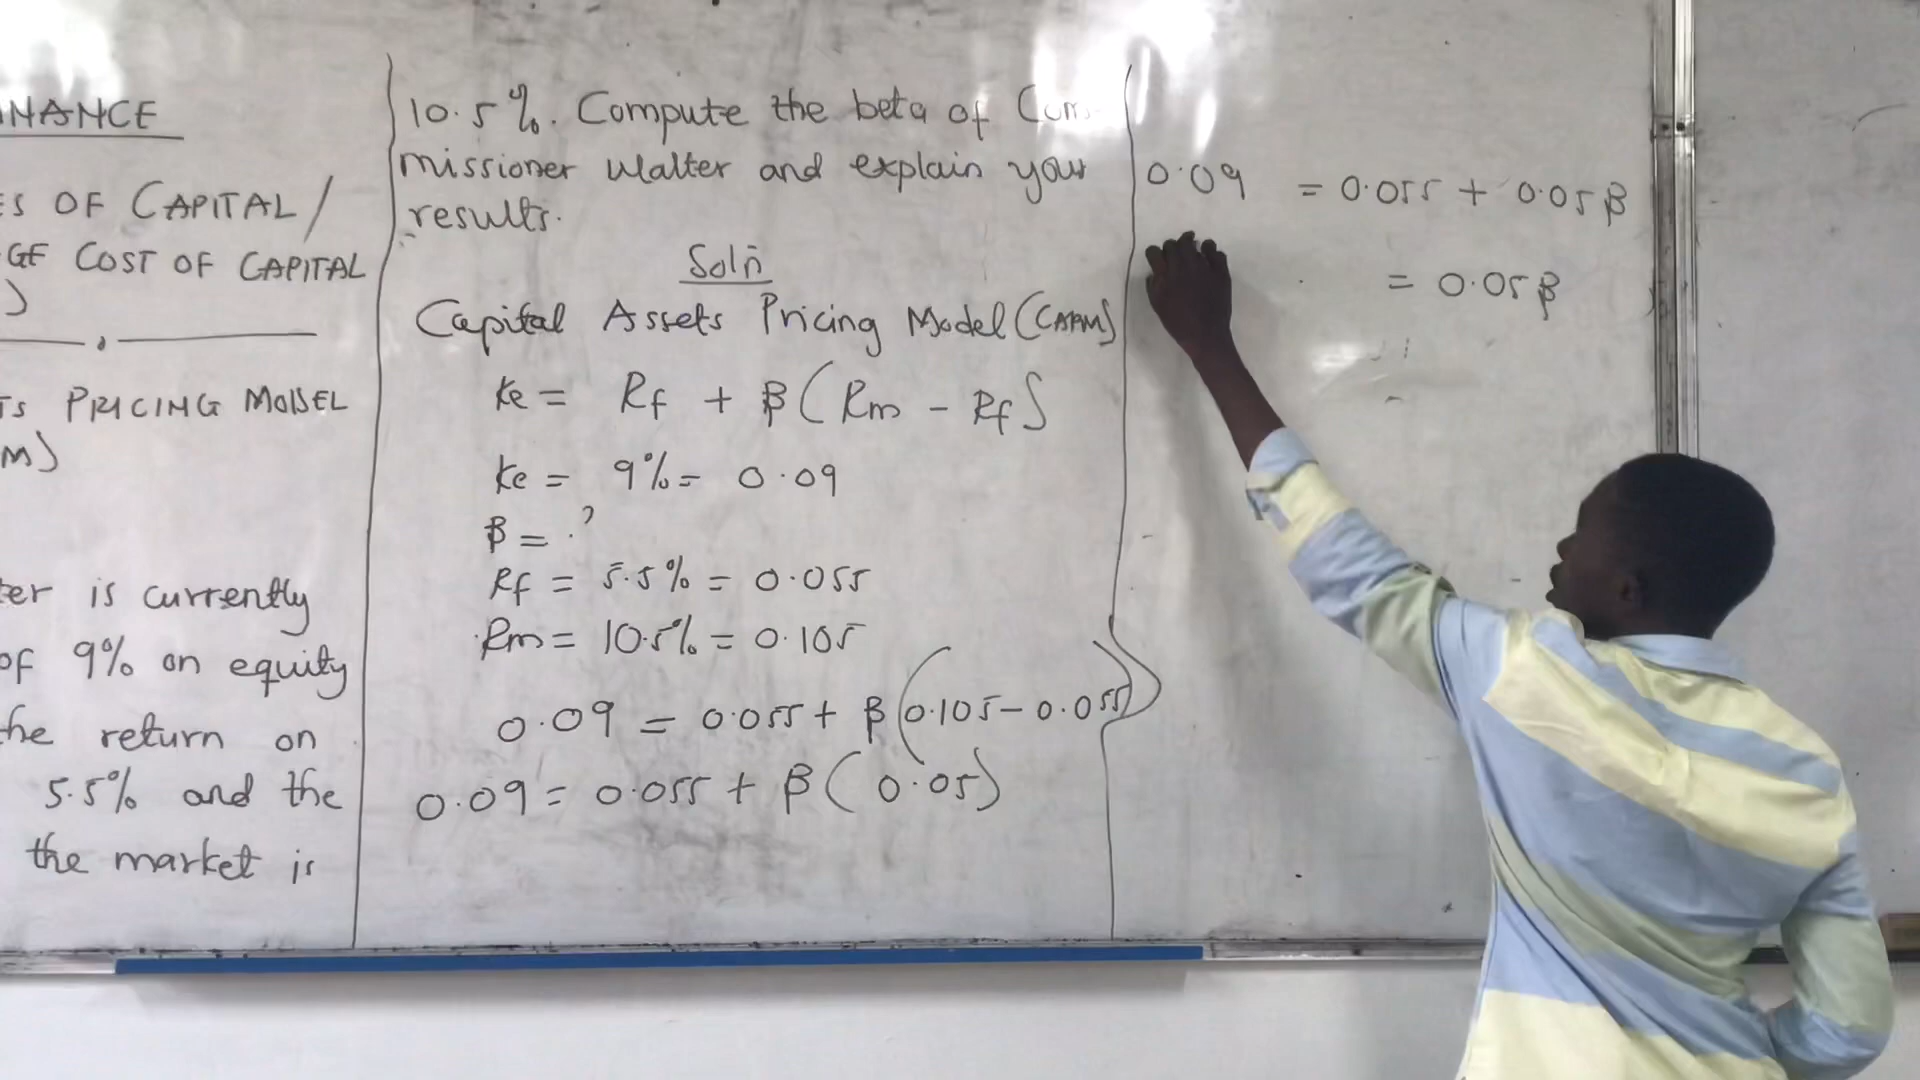 NANCE
ES OF CAPITAL/
GE COST OF CAPITAL
)
TS PRICING MODEL
M)
ter is currently
of 9% on equity
the return on
5.5% and the
the market is
10.5%. Compute the beta of Com-
missioner Walter and explain your
results.
Soln
Capital Assets Pricing Model (CAPM)
Ke = Rf + β(Rm - Rf)
Ke = 9% = 0.09
β = ?
Rf = 5.5% = 0.055
Rm = 10.5% = 0.105
0.09 = 0.055 + β(0.105 - 0.055)
0.09 = 0.055 + β(0.05)
0.09 = 0.055 + 0.05β
= 0.05β